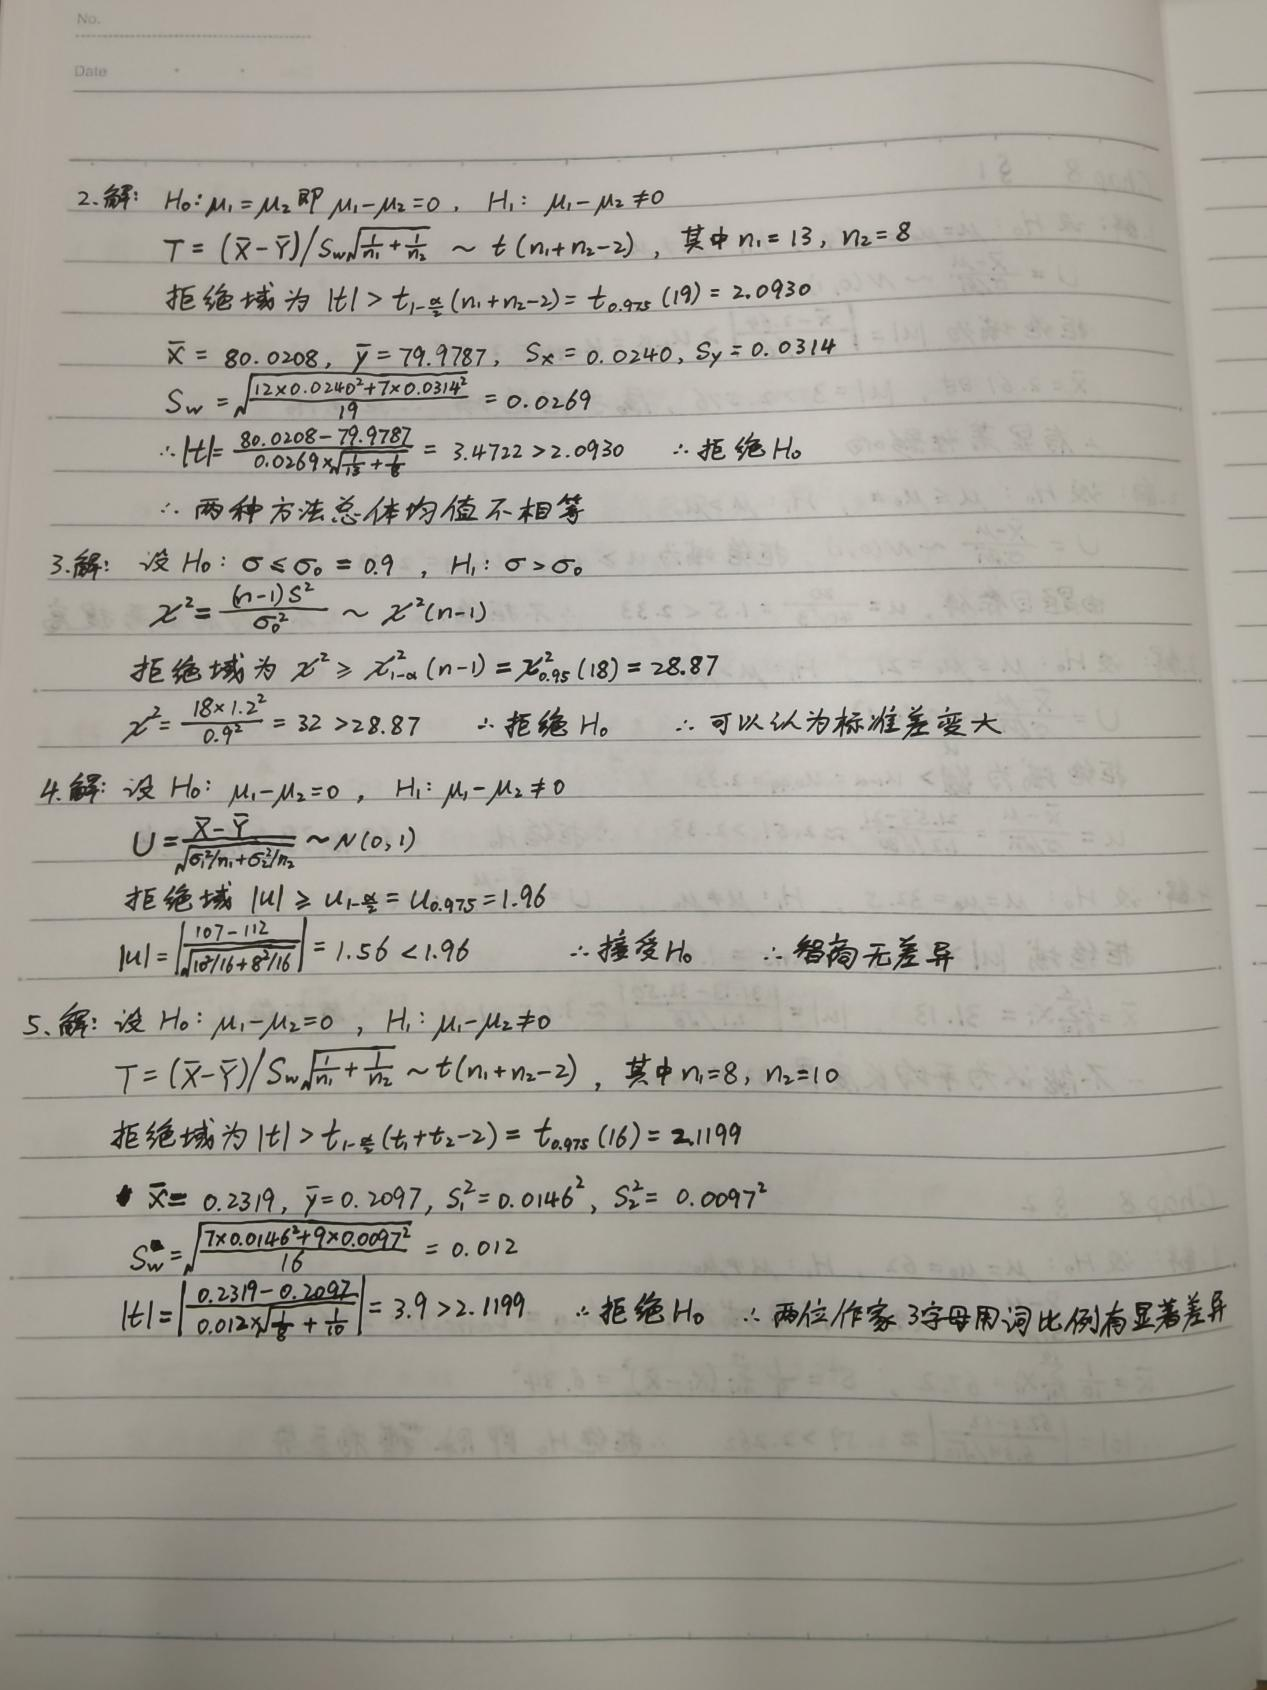 No.
Date
2.解: H₀: μ₁ = μ₂ 即 μ₁-μ₂=0, H₁: μ₁-μ₂≠0
T = (X̄-Ȳ)/S_w√(1/n₁ + 1/n₂) ~ t(n₁+n₂-2), 其中 n₁=13, n₂=8
拒绝域为 |t| > t_{1-α/2}(n₁+n₂-2) = t_{0.975}(19) = 2.0930
x̄ = 80.0208, ȳ = 79.9787, S_x = 0.0240, S_y = 0.0314
S_w = √((12×0.0240²+7×0.0314²)/19) = 0.0269
∴|t| = (80.0208-79.9787)/(0.0269×√(1/13 + 1/8)) = 3.4722 > 2.0930 ∴拒绝H₀
∴ 两种方法总体均值不相等
3.解: 设 H₀: σ ≤ σ₀ = 0.9, H₁: σ > σ₀
χ² = (n-1)S²/σ₀² ~ χ²(n-1)
拒绝域为 χ² ≥ χ²_{1-α}(n-1) = χ²_{0.95}(18) = 28.87
χ² = (18×1.2²)/0.9² = 32 > 28.87 ∴拒绝H₀ ∴可以认为标准差变大
4.解: 设 H₀: μ₁-μ₂=0, H₁: μ₁-μ₂≠0
U = (X̄-Ȳ)/√(σ₁²/n₁+σ₂²/n₂) ~ N(0,1)
拒绝域 |u| ≥ u_{1-α/2} = u_{0.975} = 1.96
|u| = |(107-112)/√(10²/16+8²/16)| = 1.56 < 1.96 ∴接受H₀ ∴智商无差异
5.解: 设 H₀: μ₁-μ₂=0, H₁: μ₁-μ₂≠0
T = (X̄-Ȳ)/S_w√(1/n₁ + 1/n₂) ~ t(n₁+n₂-2), 其中 n₁=8, n₂=10
拒绝域为 |t| > t_{1-α/2}(t₁+t₂-2) = t_{0.975}(16) = 2.1199
x̄ = 0.2319, ȳ = 0.2097, S₁² = 0.0146², S₂² = 0.0097²
S_w = √((7×0.0146²+9×0.0097²)/16) = 0.012
|t| = |(0.2319-0.2097)/(0.012×√(1/8 + 1/10))| = 3.9 > 2.1199 ∴拒绝H₀ ∴两位作家3字母用词比例有显著差异